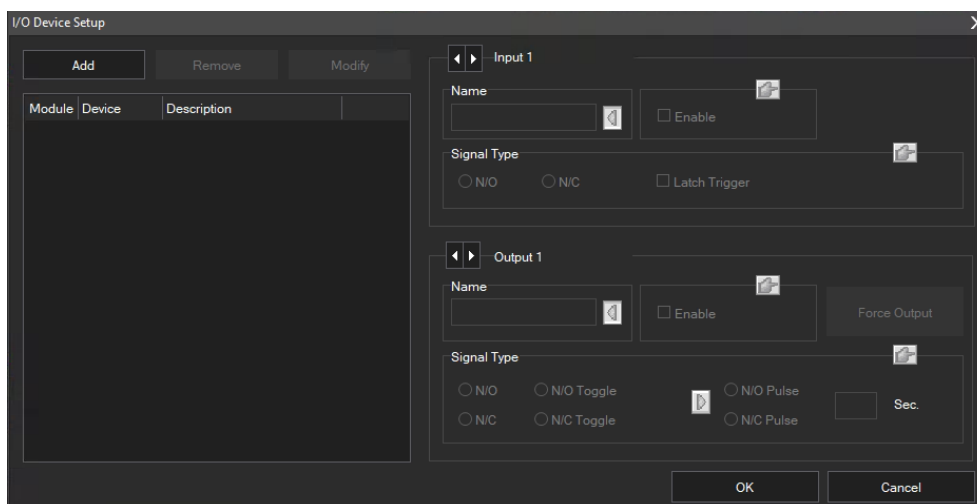 I/O Device Setup
Add Remove Modify
Module Device Description
Input 1
Name
Enable
Signal Type
N/O N/C Latch Trigger
Output 1
Name
Enable
Force Output
Signal Type
N/O N/O Toggle N/O Pulse
Sec.
N/C N/C Toggle N/C Pulse
OK Cancel